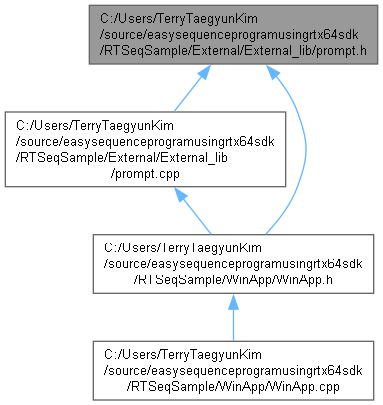 C:/Users/TerryTaegyunKim
/source/easysequenceprogramusingrtx64sdk
/RTSeqSample/External/External_lib/prompt.h
C:/Users/TerryTaegyunKim
/source/easysequenceprogramusingrtx64sdk
/RTSeqSample/External/External_lib
/prompt.cpp
C:/Users/TerryTaegyunKim
/source/easysequenceprogramusingrtx64sdk
/RTSeqSample/WinApp/WinApp.h
C:/Users/TerryTaegyunKim
/source/easysequenceprogramusingrtx64sdk
/RTSeqSample/WinApp/WinApp.cpp